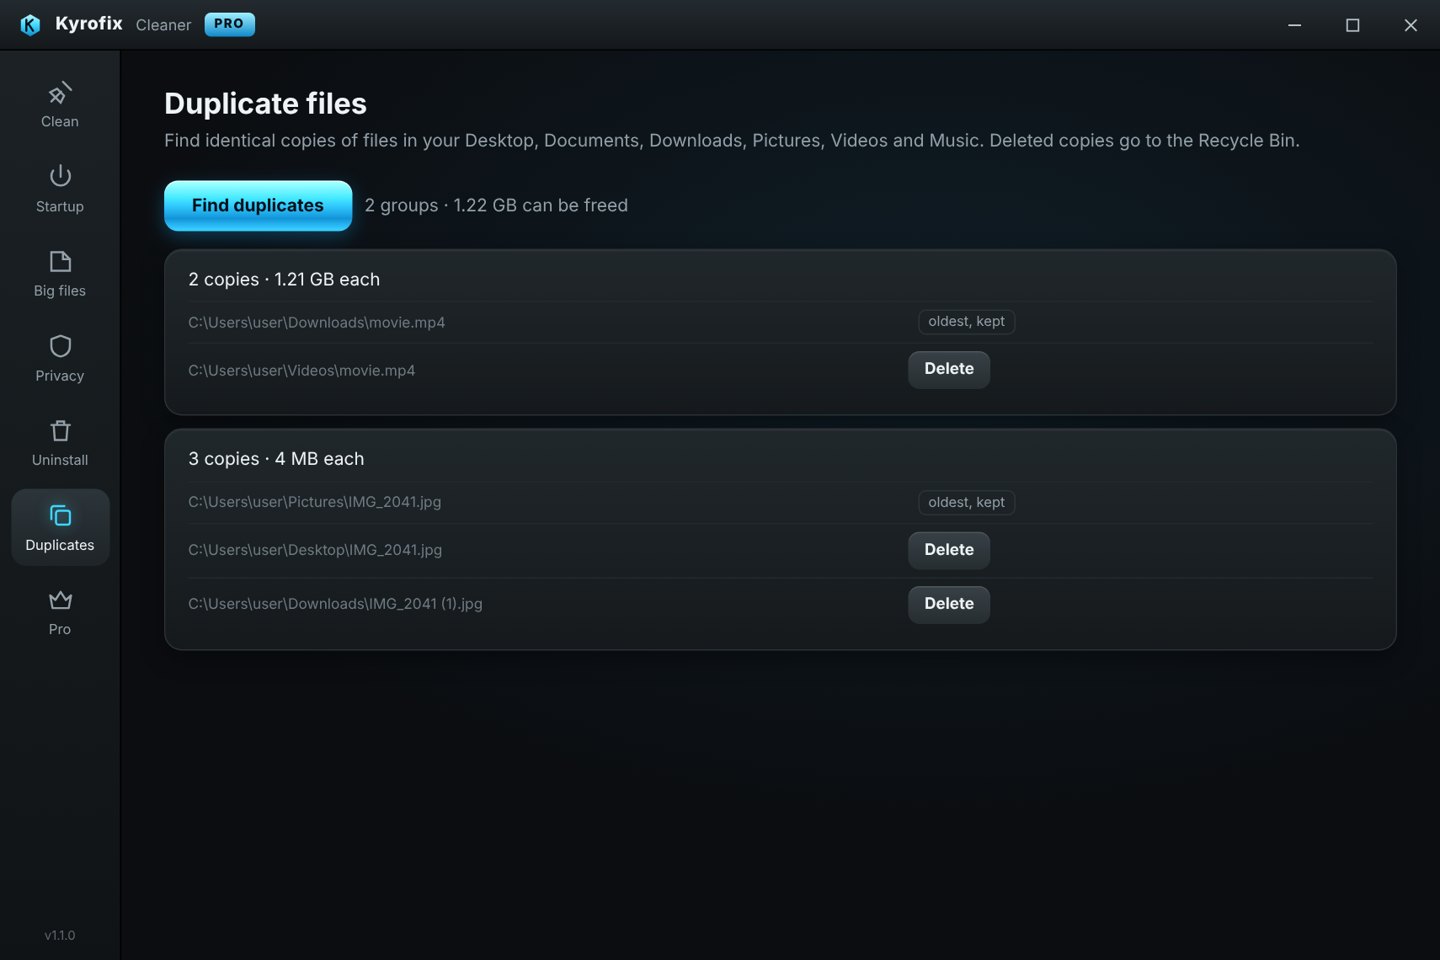 Kyrofix Cleaner PRO
Clean
Startup
Big files
Privacy
Uninstall
Duplicates
Pro
v1.1.0
Duplicate files
Find identical copies of files in your Desktop, Documents, Downloads, Pictures, Videos and Music. Deleted copies go to the Recycle Bin.
Find duplicates 2 groups · 1.22 GB can be freed
2 copies · 1.21 GB each
C:\Users\user\Downloads\movie.mp4 oldest, kept
C:\Users\user\Videos\movie.mp4 Delete
3 copies · 4 MB each
C:\Users\user\Pictures\IMG_2041.jpg oldest, kept
C:\Users\user\Desktop\IMG_2041.jpg Delete
C:\Users\user\Downloads\IMG_2041 (1).jpg Delete